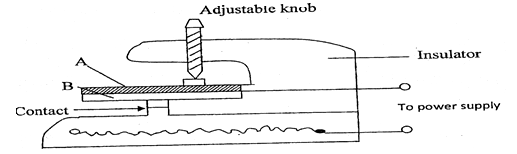 Adjustable knob
A
Insulator
B
Contact
To power supply